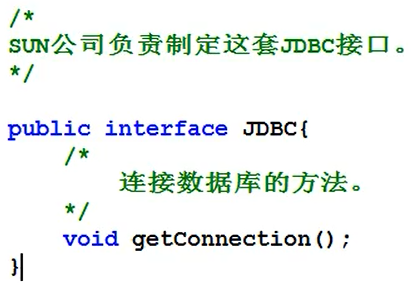 /*
SUN公司负责制定这套JDBC接口。
*/
public interface JDBC{
/*
连接数据库的方法。
*/
void getConnection();
}